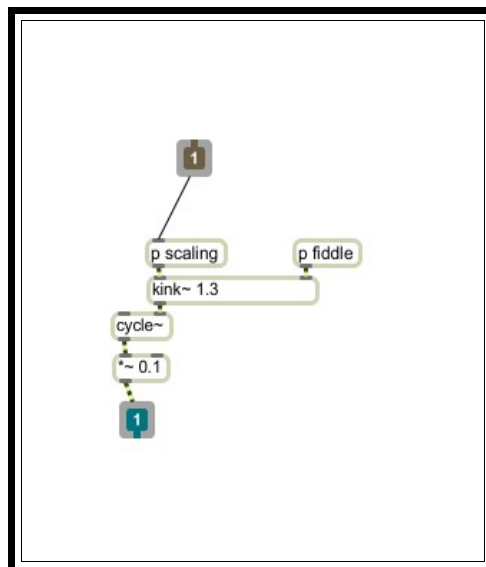 1
p scaling p fiddle
kink~ 1.3
cycle~
*~ 0.1
1